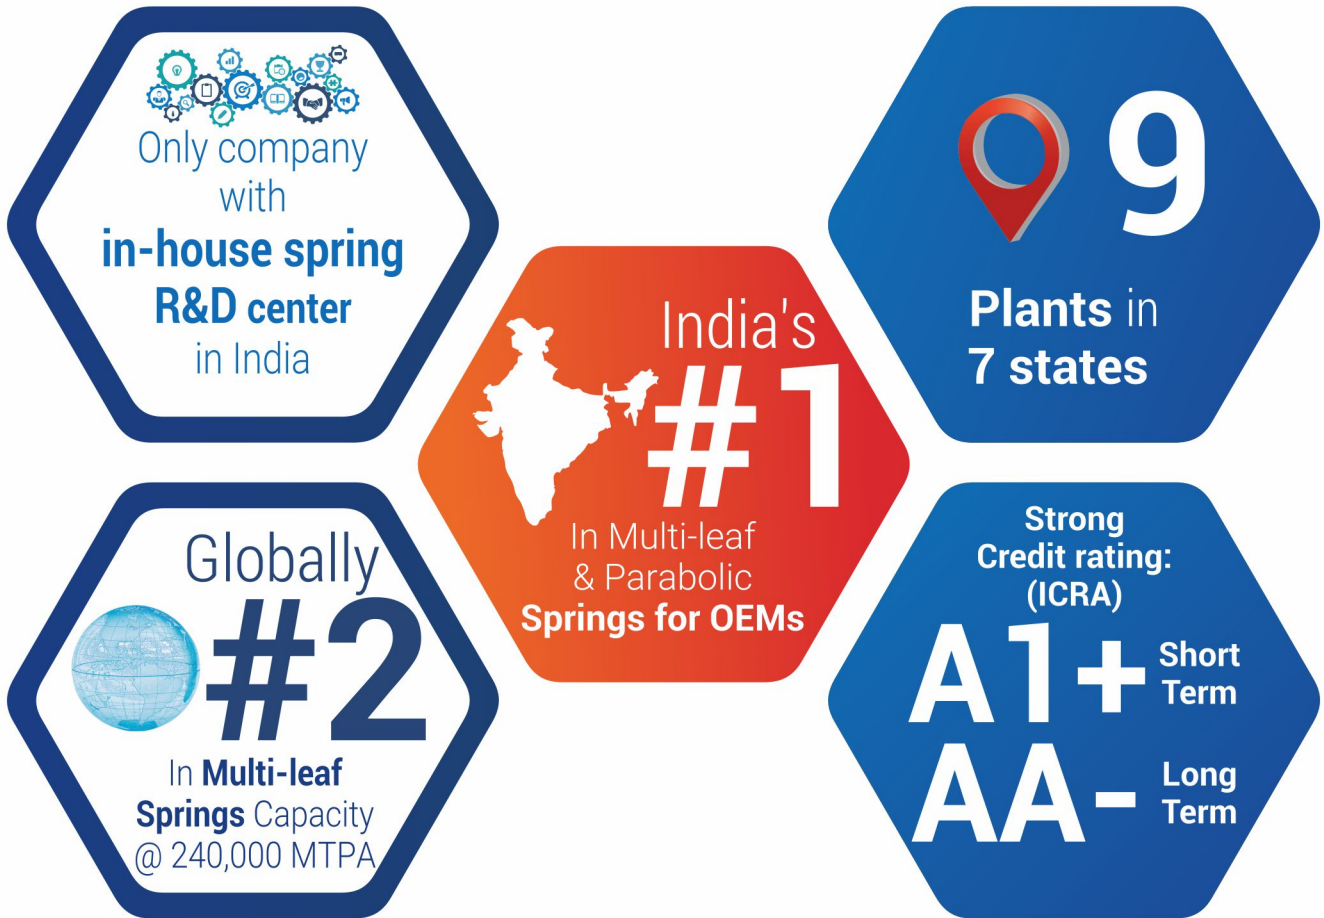 Only company
with
in-house spring
R&D center
in India
9
Plants in
7 states
India's
#1
In Multi-leaf
& Parabolic
Springs for OEMs
Globally
#2
In Multi-leaf
Springs Capacity
@ 240,000 MTPA
Strong
Credit rating:
(ICRA)
A1+ Short
Term
AA- Long
Term